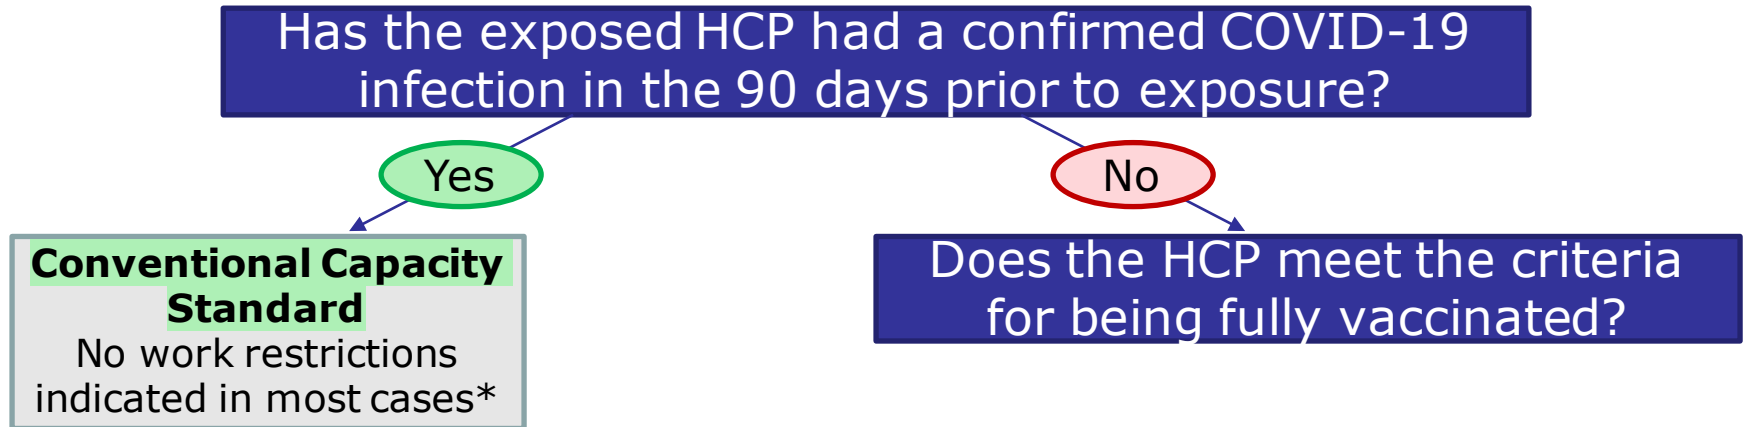 Has the exposed HCP had a confirmed COVID-19
infection in the 90 days prior to exposure?
Yes
No
Conventional Capacity
Standard
No work restrictions
indicated in most cases*
Does the HCP meet the criteria
for being fully vaccinated?